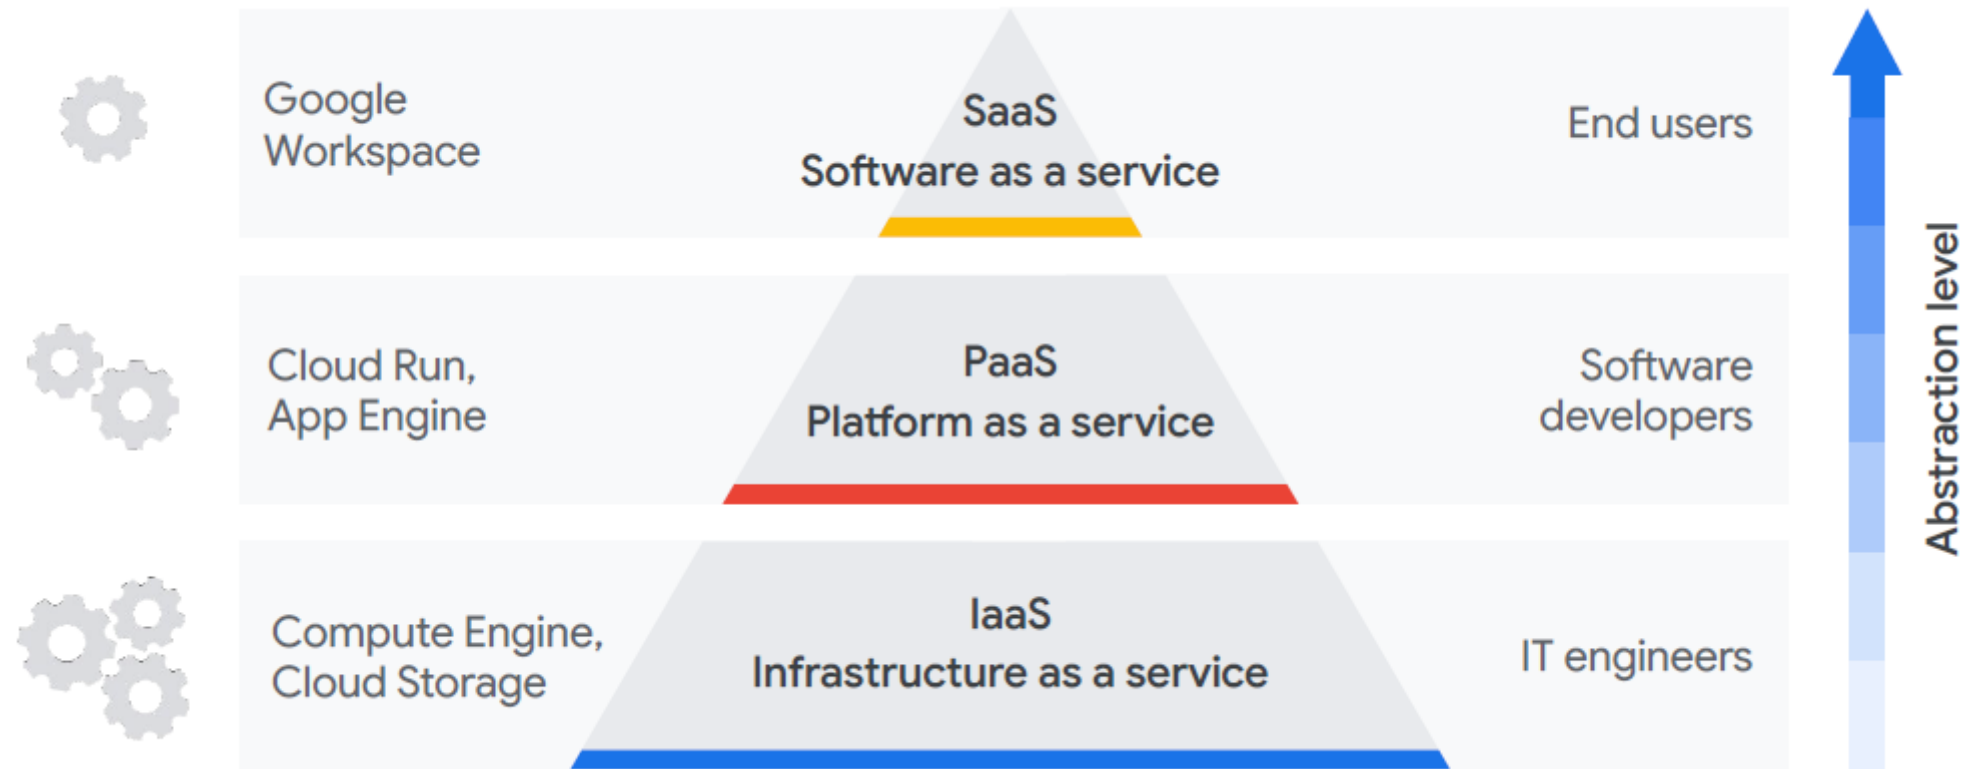 Google
Workspace
SaaS
Software as a service
End users
Cloud Run,
App Engine
PaaS
Platform as a service
Software
developers
Compute Engine,
Cloud Storage
IaaS
Infrastructure as a service
IT engineers
Abstraction level